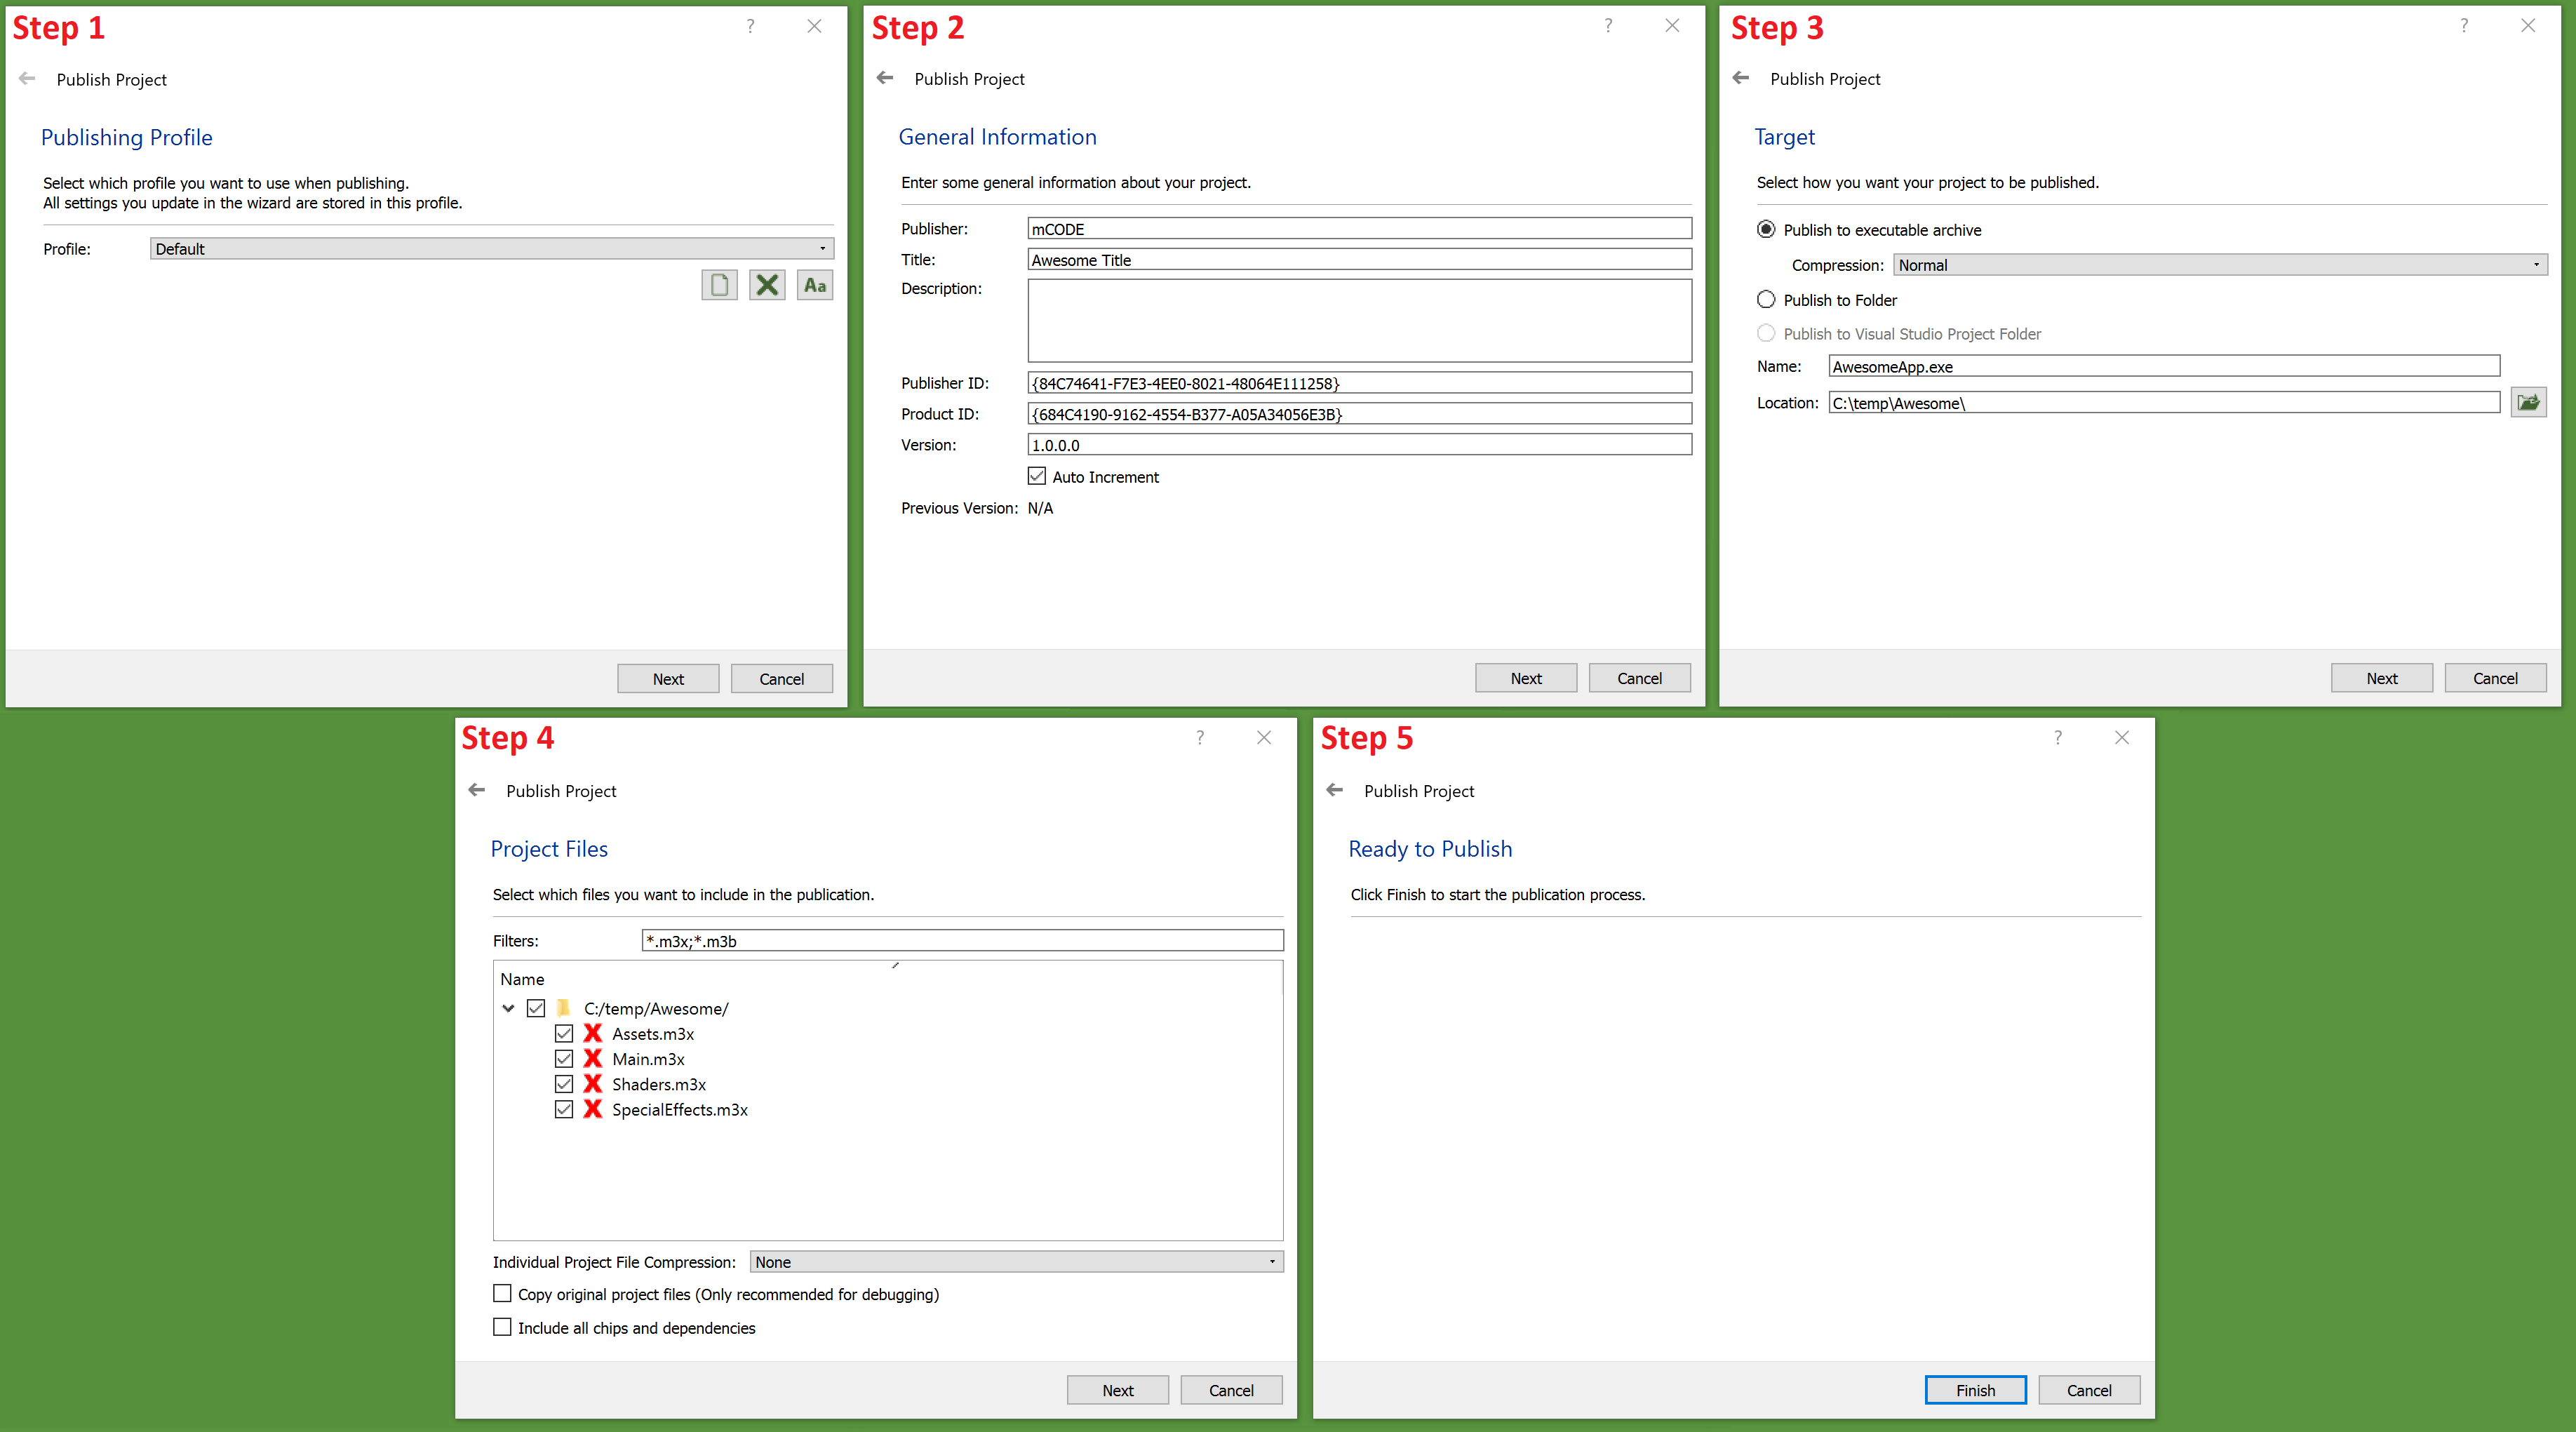 Step 1
?
Publish Project
Publishing Profile
Select which profile you want to use when publishing.
All settings you update in the wizard are stored in this profile.
Profile: Default
Aa
Next Cancel
Step 2
?
Publish Project
General Information
Enter some general information about your project.
Publisher: mCODE
Title: Awesome Title
Description:
Publisher ID: {84C74641-F7E3-4EE0-8021-48064E111258}
Product ID: {684C4190-9162-4554-B377-A05A34056E3B}
Version: 1.0.0.0
Auto Increment
Previous Version: N/A
Next Cancel
Step 3
?
Publish Project
Target
Select how you want your project to be published.
Publish to executable archive
Compression: Normal
Publish to Folder
Publish to Visual Studio Project Folder
Name: AwesomeApp.exe
Location: C:\temp\Awesome\
Next Cancel
Step 4
?
Publish Project
Project Files
Select which files you want to include in the publication.
Filters: *.m3x;*.m3b
Name
C:/temp/Awesome/
Assets.m3x
Main.m3x
Shaders.m3x
SpecialEffects.m3x
Individual Project File Compression: None
Copy original project files (Only recommended for debugging)
Include all chips and dependencies
Next Cancel
Step 5
?
Publish Project
Ready to Publish
Click Finish to start the publication process.
Finish Cancel